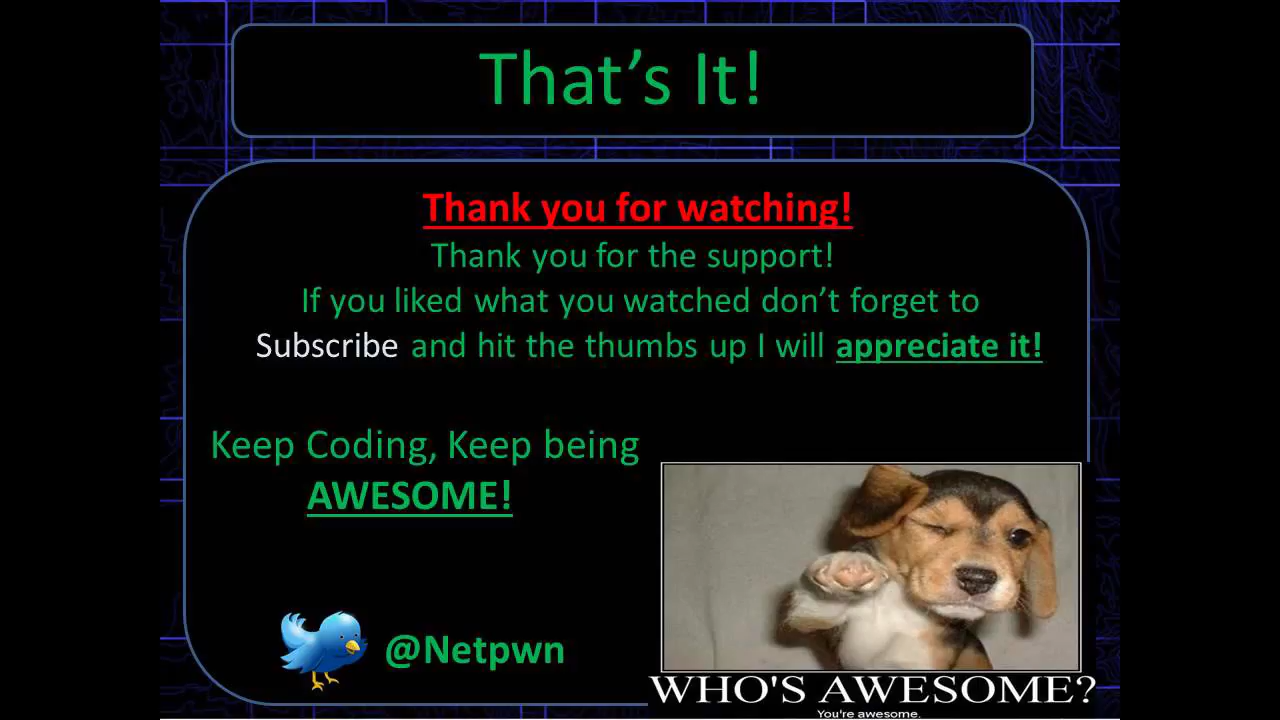 That’s It!
Thank you for watching!
Thank you for the support!
If you liked what you watched don’t forget to
Subscribe and hit the thumbs up I will appreciate it!
Keep Coding, Keep being
AWESOME!
@Netpwn
WHO'S AWESOME?
You're awesome.